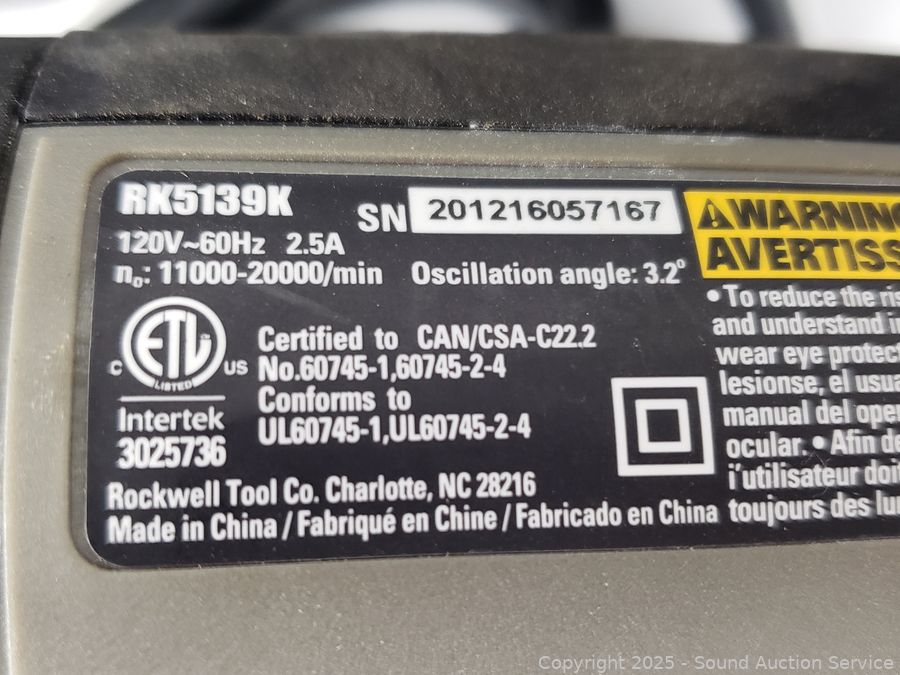 RK5139K
SN 201216057167
120V~60Hz 2.5A
n₀: 11000-20000/min Oscillation angle: 3.2°
C ETL US
LISTED
Intertek
3025736
Certified to CAN/CSA-C22.2
No.60745-1,60745-2-4
Conforms to
UL60745-1,UL60745-2-4
Rockwell Tool Co. Charlotte, NC 28216
Made in China / Fabriqué en Chine / Fabricado en China
WARNING
AVERTISS
• To reduce the ris
and understand i
wear eye protect
lesionse, el usua
manual del oper
ocular. • Afin de
i'utilisateur doit
toujours des lu
Copyright 2025 - Sound Auction Service